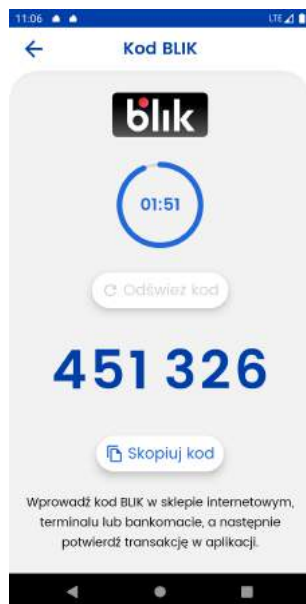 11:06
LTE
Kod BLIK
blik
01:51
Odśwież kod
451 326
Skopiuj kod
Wprowadź kod BLIK w sklepie internetowym,
terminalu lub bankomacie, a następnie
potwierdź transakcję w aplikacji.